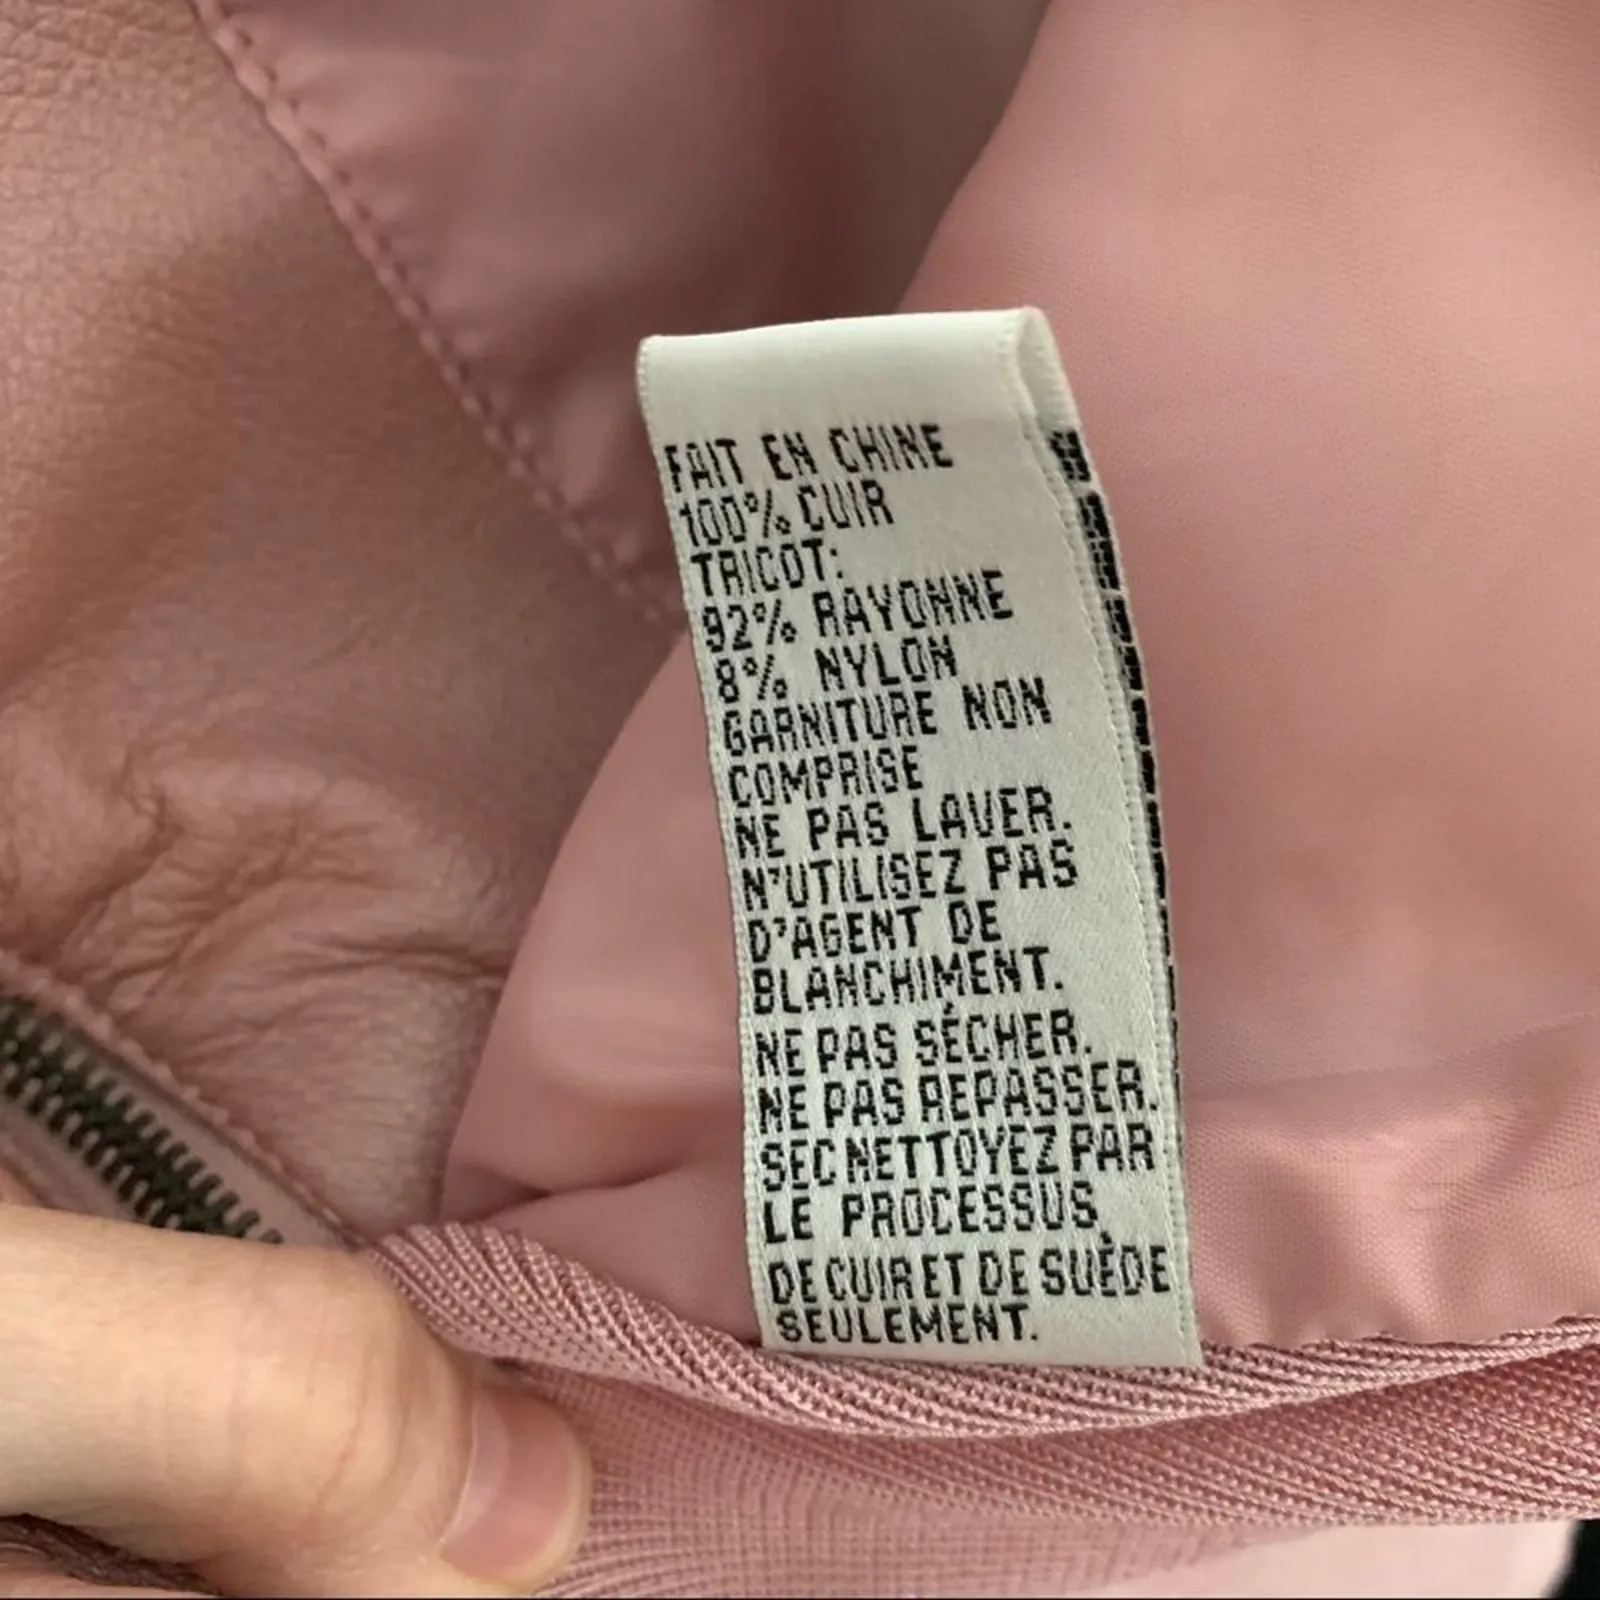 FAIT EN CHINE
100% CUIR
TRICOT:
92% RAYONNE
8% NYLON
GARNITURE NON
COMPRISE
NE PAS LAVER.
N'UTILISEZ PAS
D'AGENT DE
BLANCHIMENT.
NE PAS SÉCHER.
NE PAS REPASSER.
SEC NETTOYEZ PAR
LE PROCESSUS
DE CUIR ET DE SUÈDE
SEULEMENT.